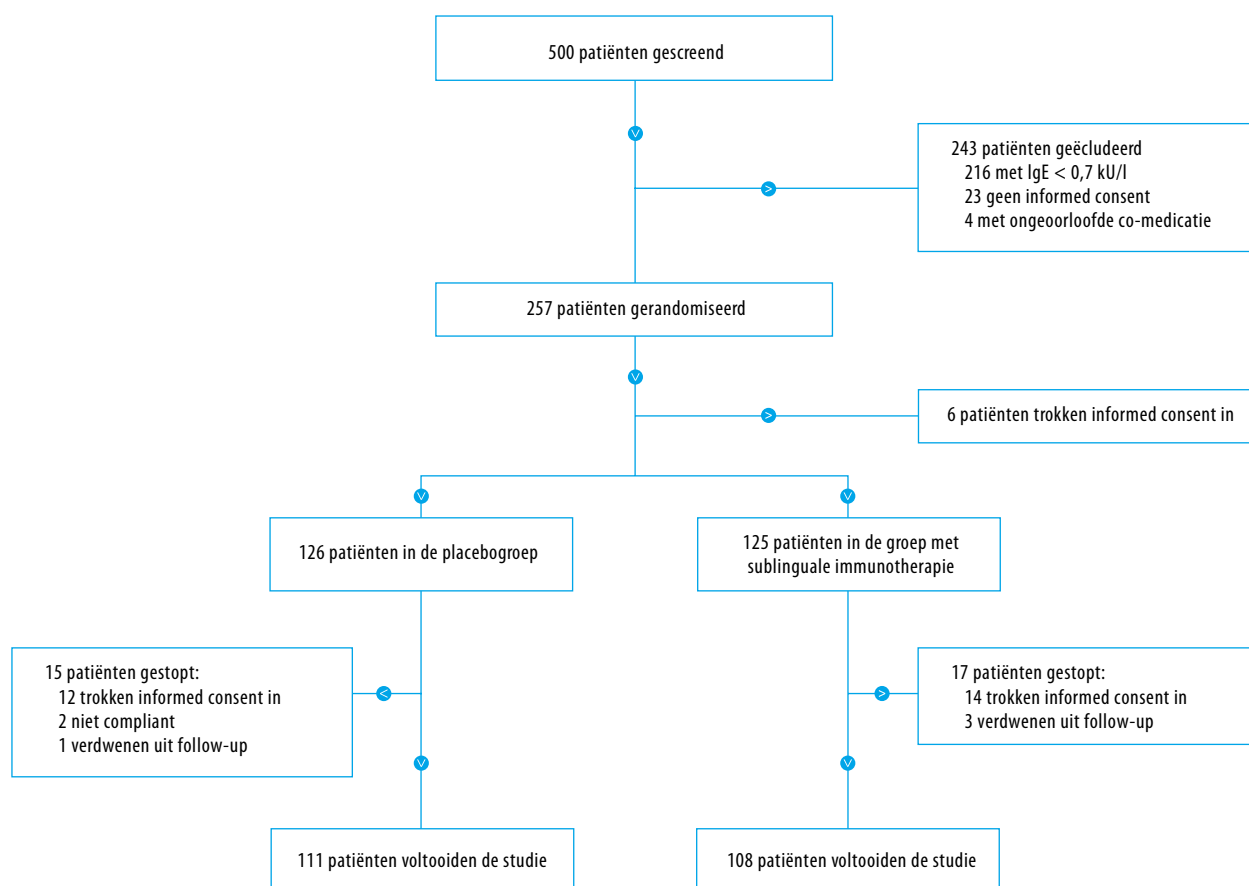 500 patiënten gescreend
243 patiënten geëcludeerd
216 met IgE < 0,7 kU/l
23 geen informed consent
4 met ongeoorloofde co-medicatie
257 patiënten gerandomiseerd
6 patiënten trokken informed consent in
126 patiënten in de placebogroep
125 patiënten in de groep met
sublinguale immunotherapie
15 patiënten gestopt:
12 trokken informed consent in
2 niet compliant
1 verdwenen uit follow-up
17 patiënten gestopt:
14 trokken informed consent in
3 verdwenen uit follow-up
111 patiënten voltooiden de studie
108 patiënten voltooiden de studie